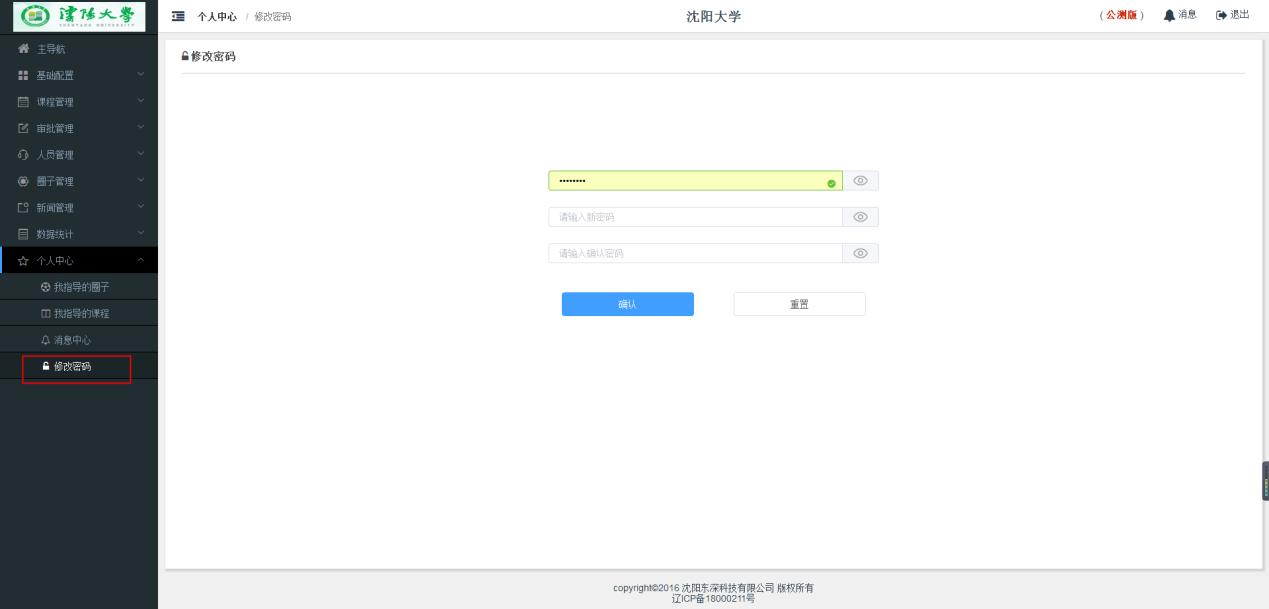 沈阳大学
SHENYANG UNIVERSITY
个人中心 / 修改密码
沈阳大学
(公测版)
消息
退出
主导航
基础配置
课程管理
审批管理
人员管理
圈子管理
新闻管理
数据统计
个人中心
我指导的圈子
我指导的课程
消息中心
修改密码
修改密码
••••••••
请输入新密码
请输入确认密码
确认
重置
copyright©2016 沈阳东深科技有限公司 版权所有
辽ICP备18000211号